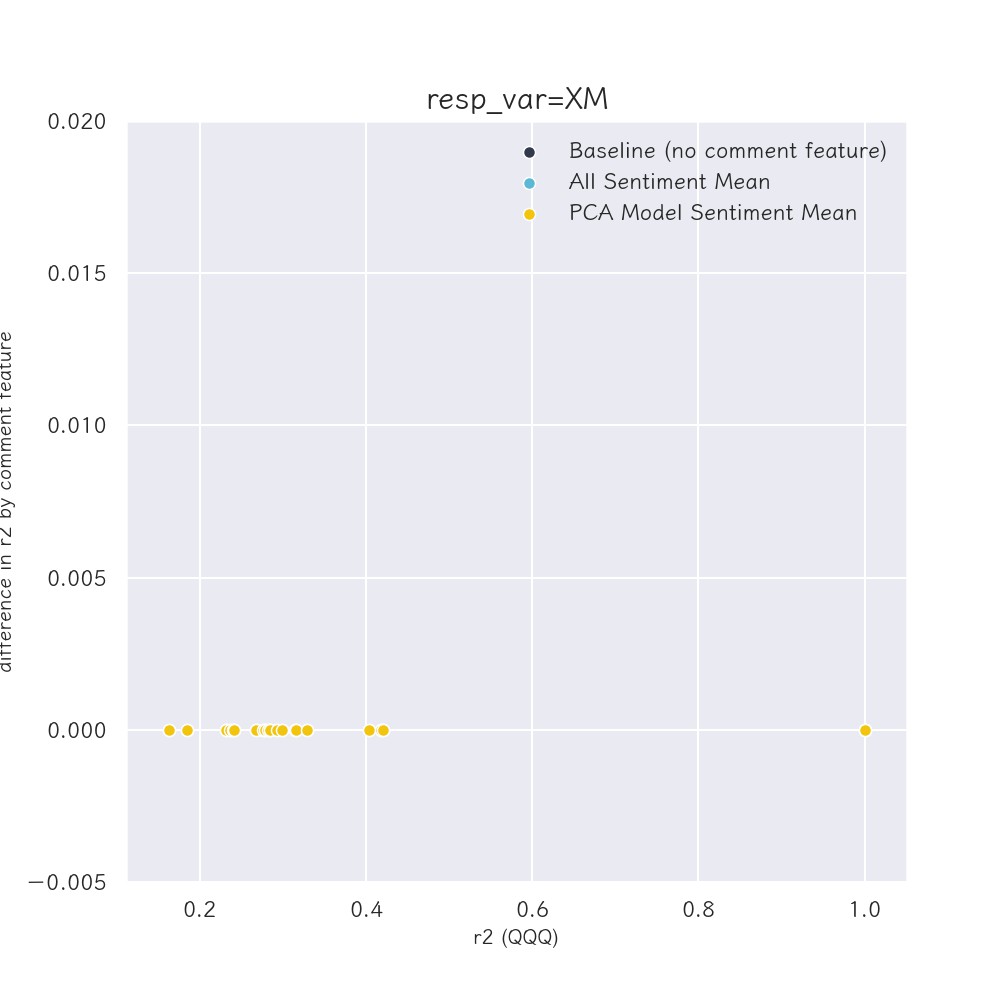 resp_var=XM
0.020
0.015
0.010
0.005
0.000
−0.005
difference in r2 by comment feature
Baseline (no comment feature)
All Sentiment Mean
PCA Model Sentiment Mean
0.2
0.4
0.6
0.8
1.0
r2 (QQQ)